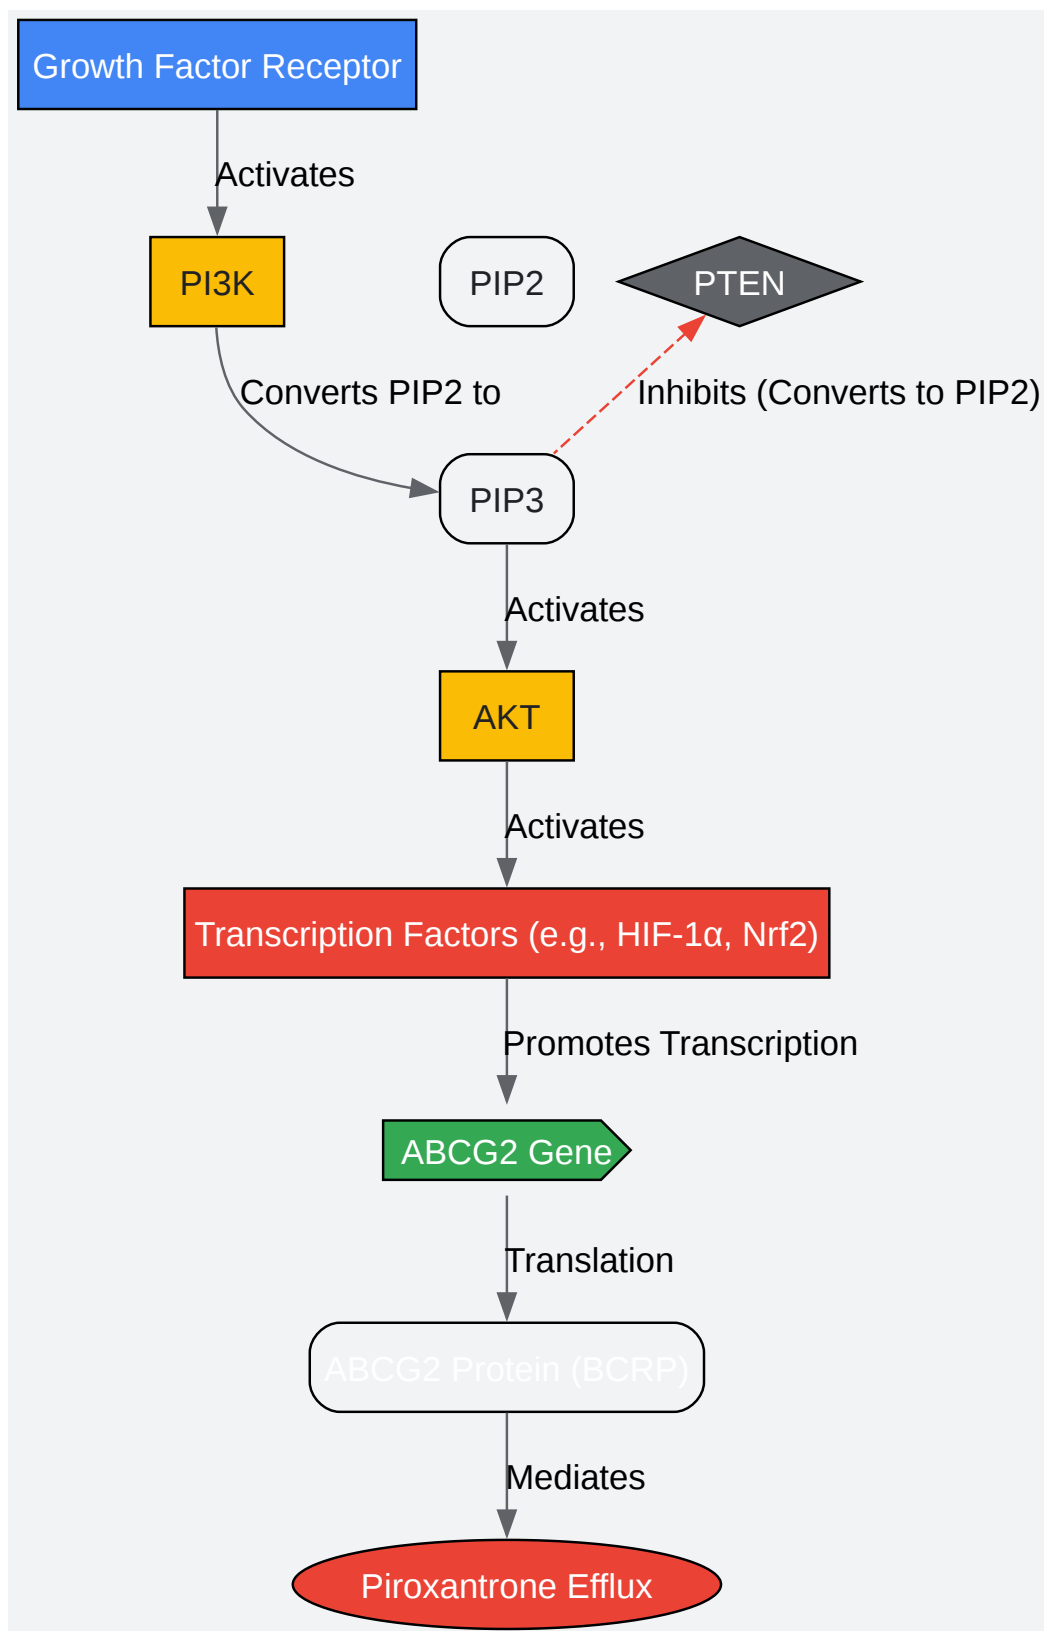 Growth Factor Receptor
Activates
PI3K
PIP2
PTEN
Converts PIP2 to
Inhibits (Converts to PIP2)
PIP3
Activates
AKT
Activates
Transcription Factors (e.g., HIF-1α, Nrf2)
Promotes Transcription
ABCG2 Gene
Translation
ABCG2 Protein (BCRP)
Mediates
Piroxantrone Efflux